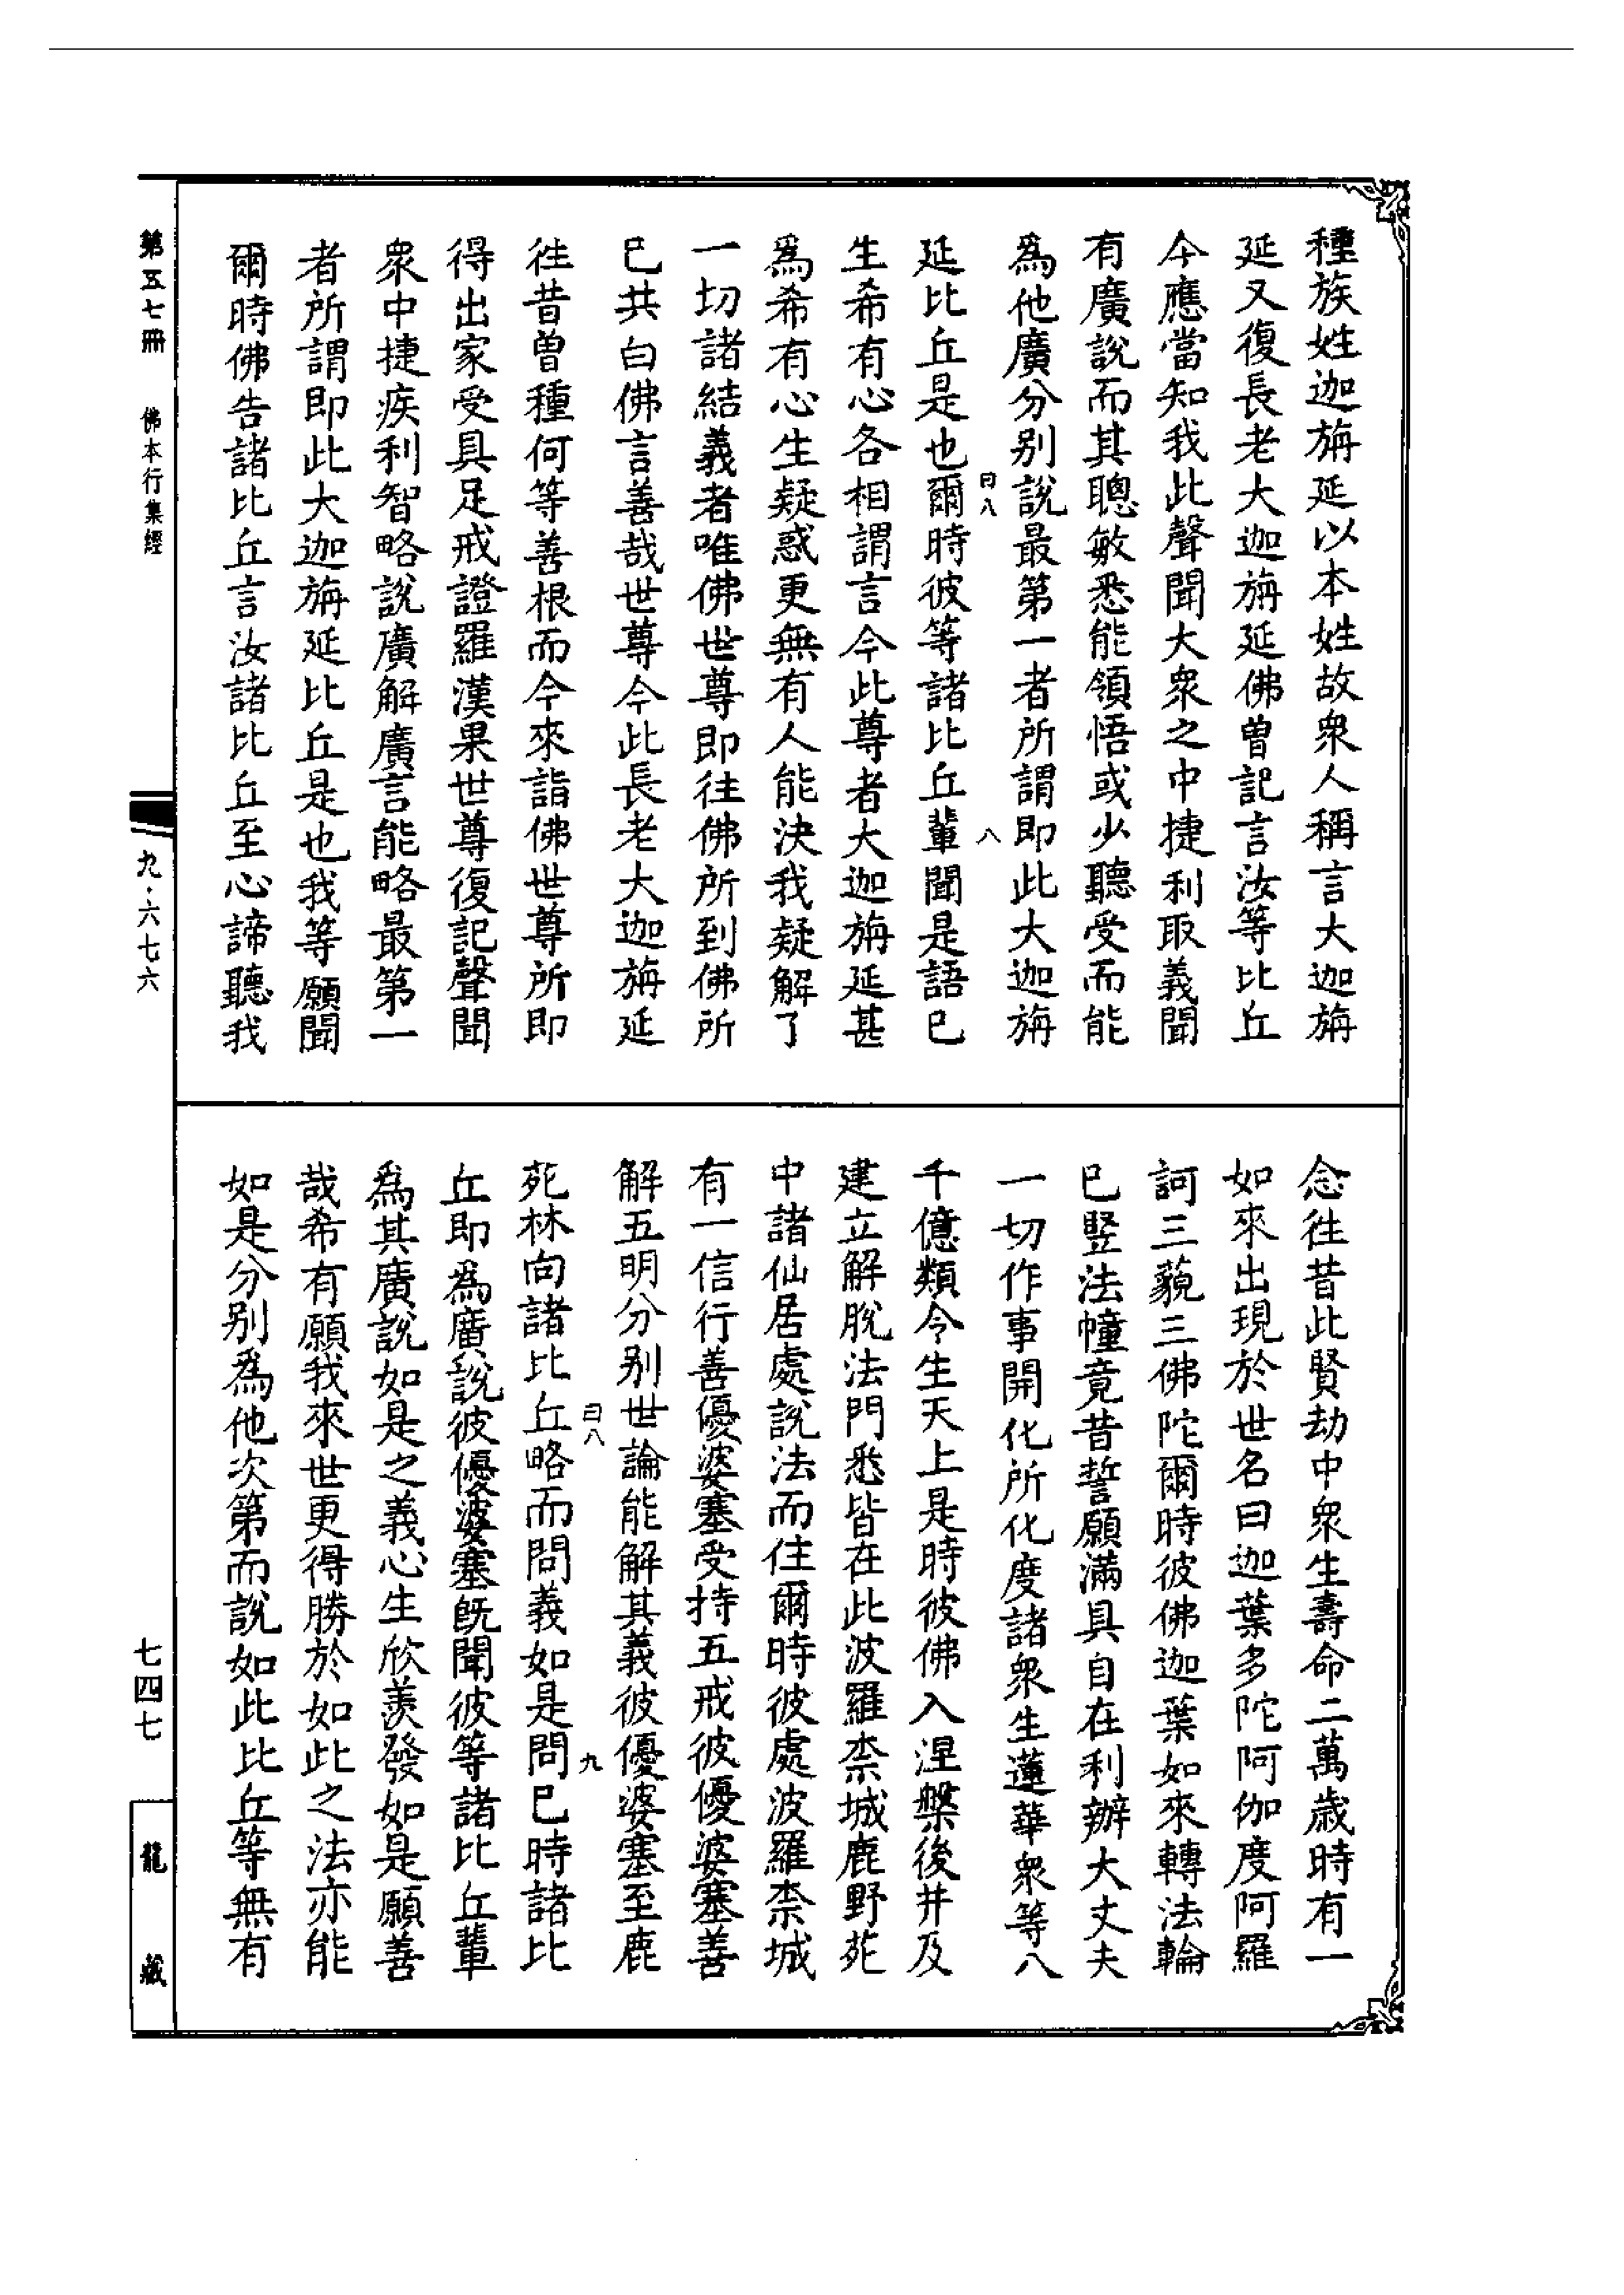 種族姓迦旃延以本姓故衆人稱言大迦旃
延又復長老大迦旃延佛曾記言汝等比丘
今應當知我此聲聞大衆之中捷利取義聞
有廣說而其聰敏悉能領悟或少聽受而能
爲他廣分别說最第一者所謂即此大迦旃
曰八
八
延比丘是也爾時彼等諸比丘輩聞是語已
生希有心各相謂言今此尊者大迦旃延甚
爲希有心生疑惑更無有人能決我疑解了
一切諸結義者唯佛世尊即往佛所到佛所
已共白佛言善哉世尊今此長老大迦旃延
往昔曾種何等善根而今來詣佛世尊所即
得出家受具足戒證羅漢果世尊復記聲聞
衆中捷疾利智略說廣解廣言能略最第一
者所謂即此大迦旃延比丘是也我等願聞
爾時佛告諸比丘言汝諸比丘至心諦聽我
念往昔此賢劫中衆生壽命二萬歲時有一
如來出現於世名曰迦葉多陀阿伽度阿羅
訶三藐三佛陀爾時彼佛迦葉如來轉法輪
已豎法幢竟昔誓願滿具自在利辦大丈夫
一切作事開化所化度諸衆生蓮華衆等八
千億類令生天上是時彼佛入涅槃後并及
建立解脫法門悉皆在此波羅柰城鹿野苑
中諸仙居處說法而住爾時彼處波羅柰城
有一信行善優婆塞受持五戒彼優婆塞善
解五明分别世論能解其義彼優婆塞至鹿
曰八
九
苑林向諸比丘略而問義如是問已時諸比
丘即爲廣說彼優婆塞既聞彼等諸比丘輩
爲其廣說如是之義心生欣羨發如是願善
哉希有願我來世更得勝於如此之法亦能
如是分别爲他次第而說如此比丘等無有
第五七冊
佛本行集經
九·六七六
七四七
龍藏